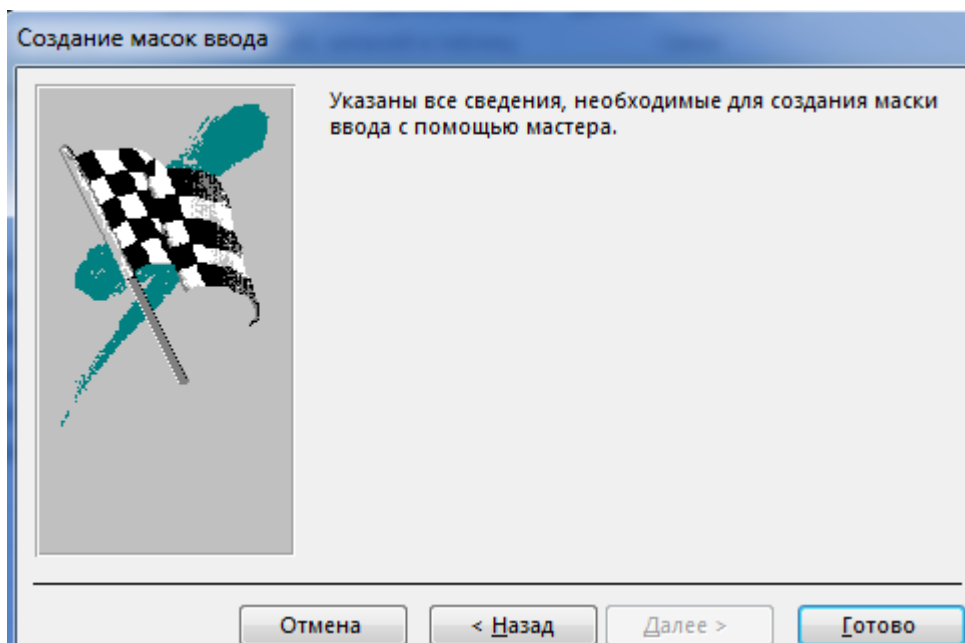 Создание масок ввода
Указаны все сведения, необходимые для создания маски
ввода с помощью мастера.
Отмена
< Назад
Далее >
Готово